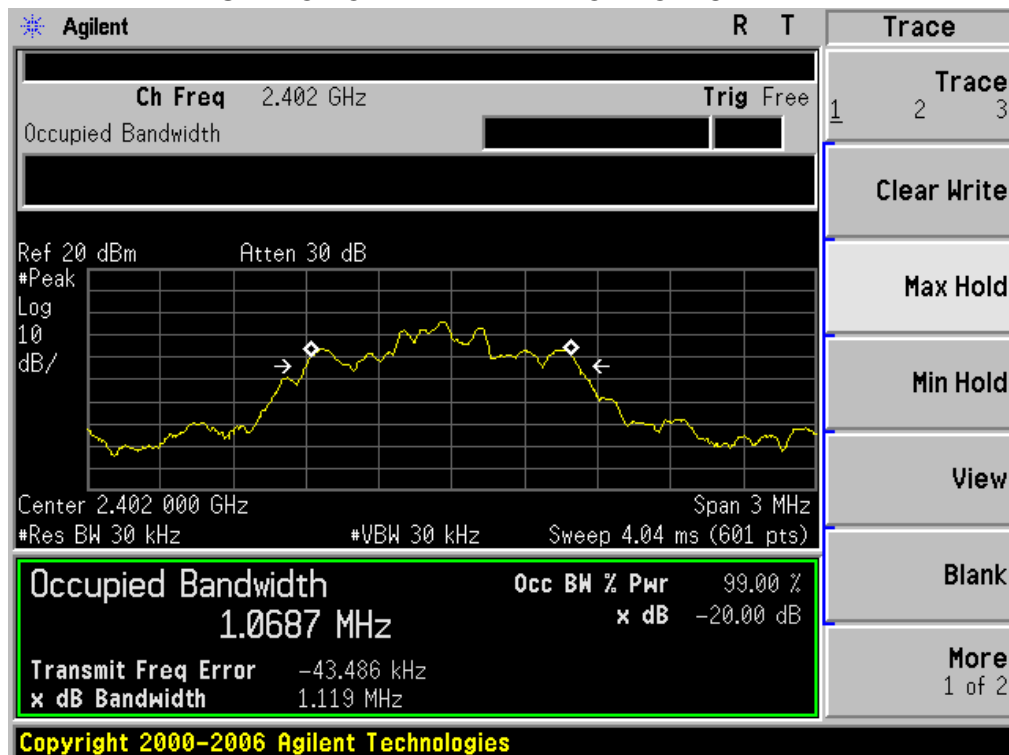 Agilent R T
Ch Freq 2.402 GHz Trig Free
Occupied Bandwidth
Ref 20 dBm Atten 30 dB
#Peak
Log
10
dB/
Center 2.402 000 GHz Span 3 MHz
#Res BW 30 kHz #VBW 30 kHz Sweep 4.04 ms (601 pts)
Occupied Bandwidth Occ BW % Pwr 99.00 %
1.0687 MHz x dB -20.00 dB
Transmit Freq Error -43.486 kHz
x dB Bandwidth 1.119 MHz
Copyright 2000-2006 Agilent Technologies
Trace
Trace
1 2 3
Clear Write
Max Hold
Min Hold
View
Blank
More
1 of 2